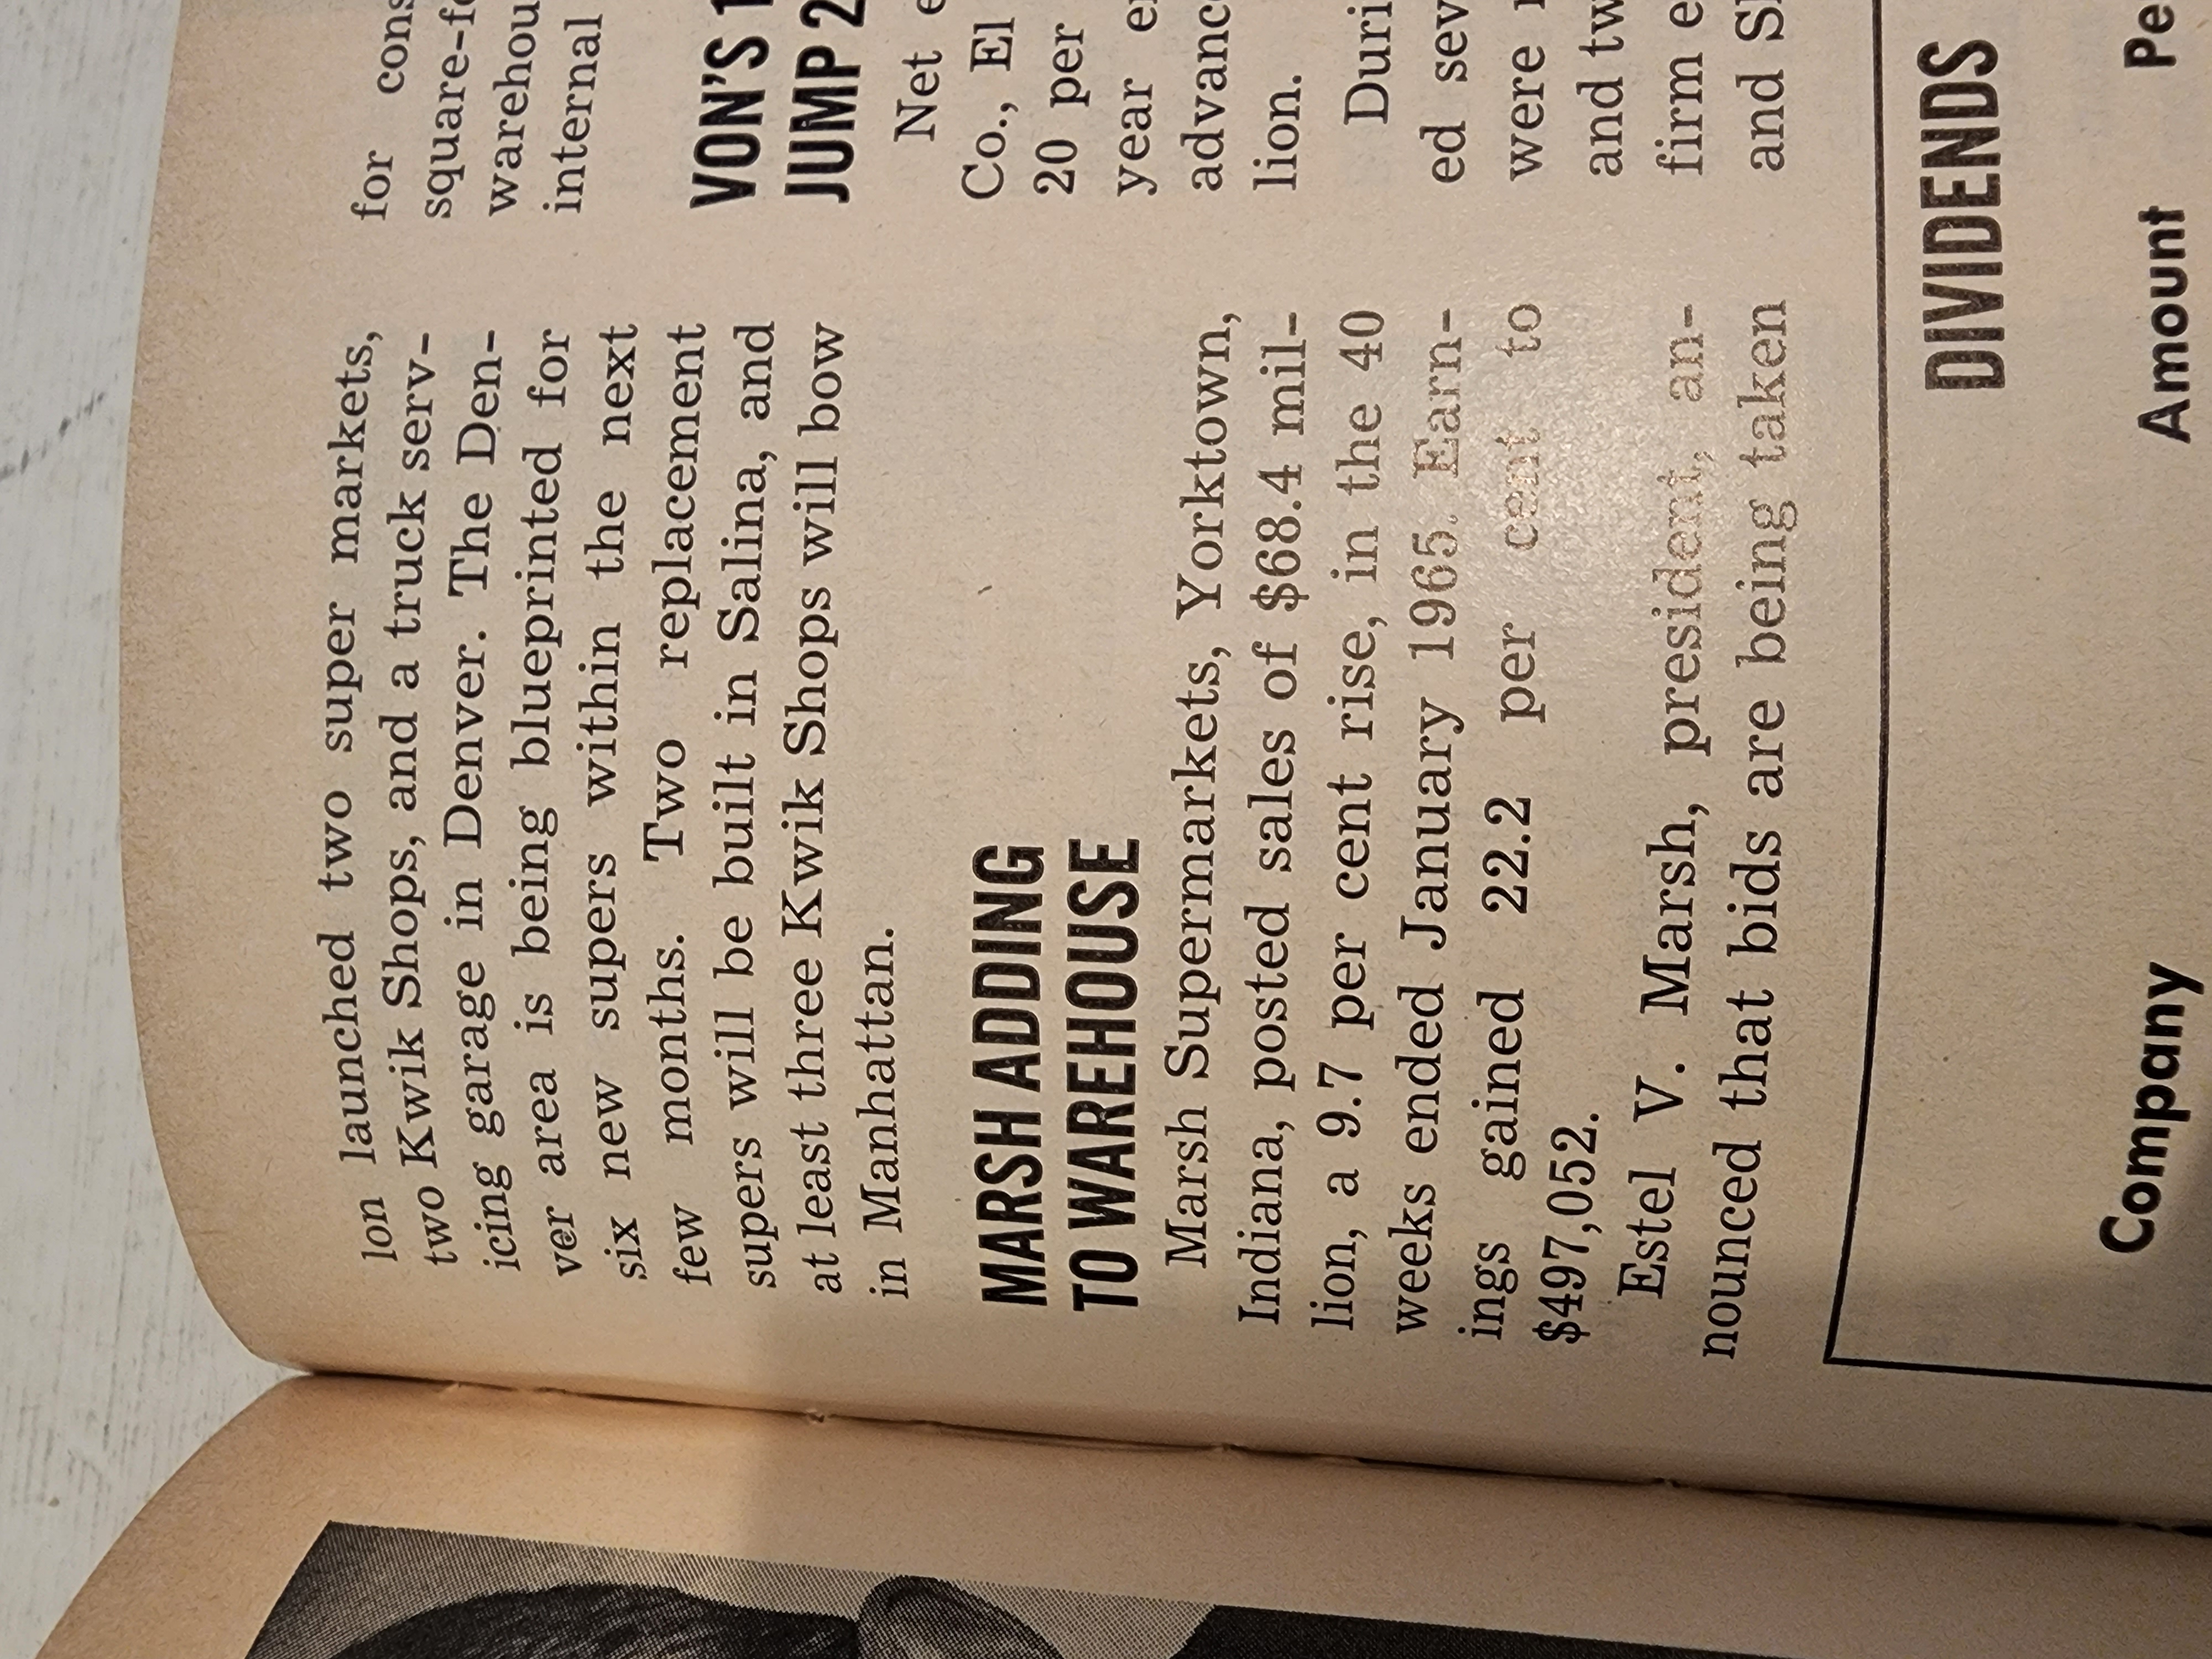 lon launched two super markets,
two Kwik Shops, and a truck serv-
icing garage in Denver. The Den-
ver area is being blueprinted for
six new supers within the next
few months. Two replacement
supers will be built in Salina, and
at least three Kwik Shops will bow
in Manhattan.
MARSH ADDING
TO WAREHOUSE
Marsh Supermarkets, Yorktown,
Indiana, posted sales of $68.4 mil-
lion, a 9.7 per cent rise, in the 40
weeks ended January 1965. Earn-
ings gained 22.2 per cent to
$497,052.
Estel V. Marsh, president, an-
nounced that bids are being taken
for
internal
VON'S
JUMP
Net
Co., El
20 per
year
lion.
ed
were
and
firm
and
DIVIDENDS
Company Amount